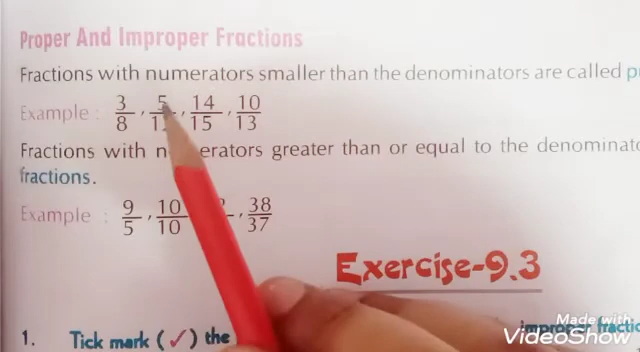 Proper And Improper Fractions
Fractions with numerators smaller than the denominators are called
Example : 3/8, 14/15, 10/13
Fractions with greater than or equal to the
fractions.
Example : 9/5, 10/10, 38/37
Exercise-9.3
1. Tick mark (✓) the improper
Made with
VideoShow